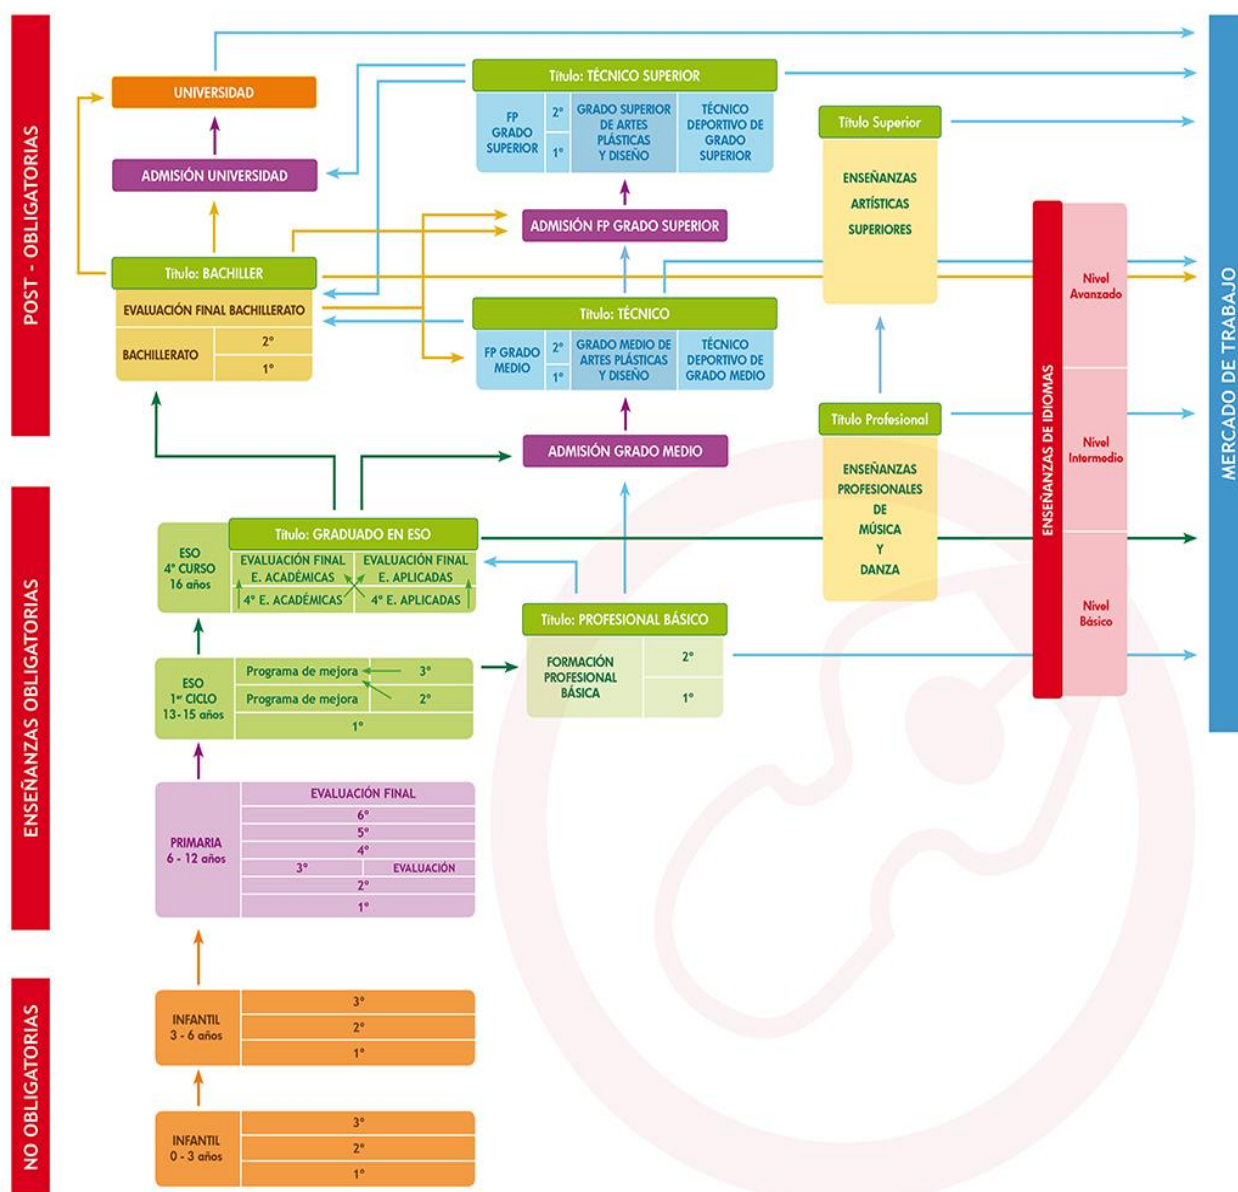 POST - OBLIGATORIAS
UNIVERSIDAD
ADMISIÓN UNIVERSIDAD
Título: BACHILLER
EVALUACIÓN FINAL BACHILLERATO
BACHILLERATO
2º
1º
Título: TÉCNICO SUPERIOR
FP
GRADO
SUPERIOR
2º
1º
GRADO SUPERIOR
DE ARTES
PLÁSTICAS
Y DISEÑO
TÉCNICO
DEPORTIVO DE
GRADO
SUPERIOR
ADMISIÓN FP GRADO SUPERIOR
Título: TÉCNICO
FP GRADO
MEDIO
2º
1º
GRADO MEDIO DE
ARTES PLÁSTICAS
Y DISEÑO
TÉCNICO
DEPORTIVO DE
GRADO MEDIO
ADMISIÓN GRADO MEDIO
Título Superior
ENSEÑANZAS
ARTÍSTICAS
SUPERIORES
Título Profesional
ENSEÑANZAS
PROFESIONALES
DE
MÚSICA
Y
DANZA
ENSEÑANZAS DE IDIOMAS
Nivel
Avanzado
Nivel
Intermedio
Nivel
Básico
MERCADO DE TRABAJO
ENSEÑANZAS OBLIGATORIAS
ESO
4º CURSO
16 años
Título: GRADUADO EN ESO
EVALUACIÓN FINAL
E. ACADÉMICAS
EVALUACIÓN FINAL
E. APLICADAS
4º E. ACADÉMICAS
4º E. APLICADAS
Título: PROFESIONAL BÁSICO
FORMACIÓN
PROFESIONAL
BÁSICA
2º
1º
ESO
1er CICLO
13-15 años
Programa de mejora
3º
Programa de mejora
2º
1º
PRIMARIA
6 - 12 años
EVALUACIÓN FINAL
6º
5º
4º
3º
EVALUACIÓN
2º
1º
NO OBLIGATORIAS
INFANTIL
3 - 6 años
3º
2º
1º
INFANTIL
0 - 3 años
3º
2º
1º